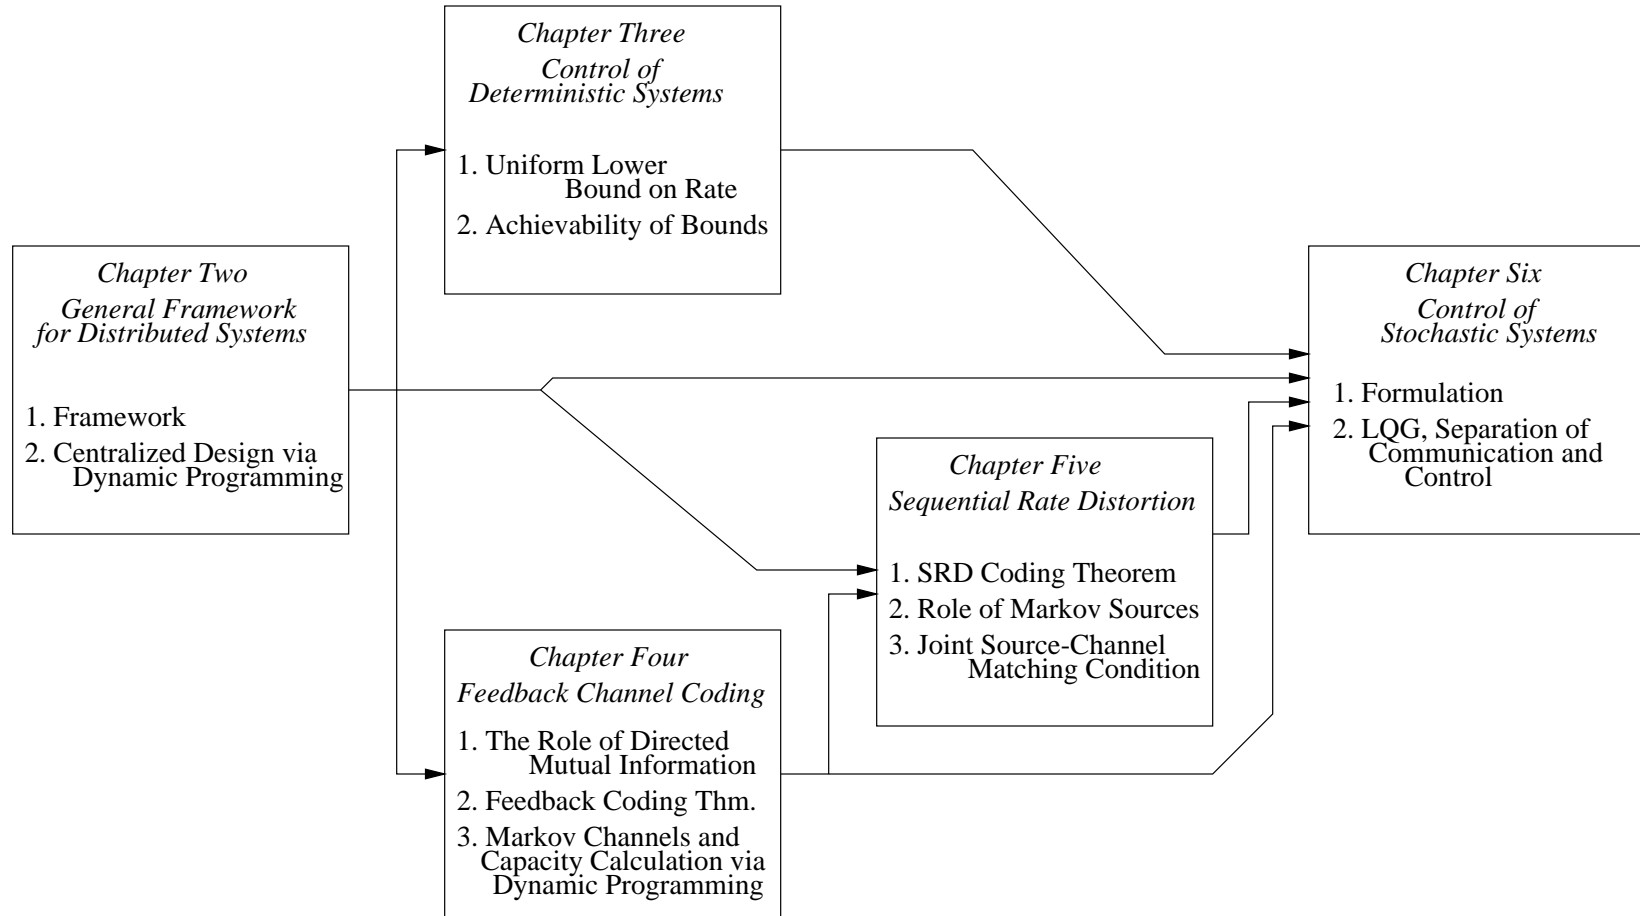 Chapter Two
General Framework
for Distributed Systems
1. Framework
2. Centralized Design via
Dynamic Programming
Chapter Three
Control of
Deterministic Systems
1. Uniform Lower
Bound on Rate
2. Achievability of Bounds
Chapter Four
Feedback Channel Coding
1. The Role of Directed
Mutual Information
2. Feedback Coding Thm.
3. Markov Channels and
Capacity Calculation via
Dynamic Programming
Chapter Five
Sequential Rate Distortion
1. SRD Coding Theorem
2. Role of Markov Sources
3. Joint Source-Channel
Matching Condition
Chapter Six
Control of
Stochastic Systems
1. Formulation
2. LQG, Separation of
Communication and
Control